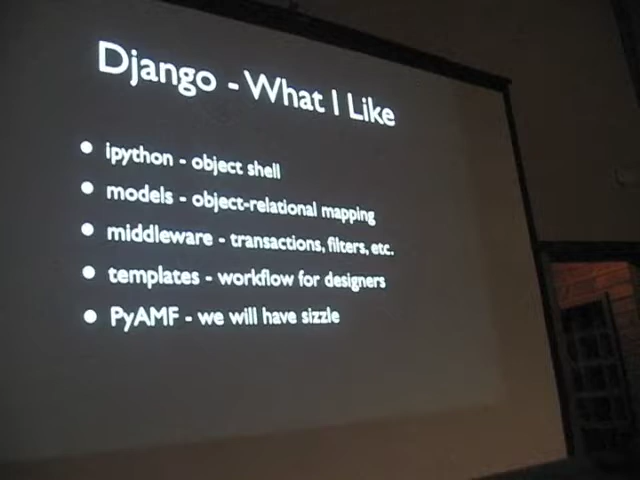 Django - What I Like
ipython - object shell
models - object-relational mapping
middleware - transactions, filters, etc.
templates - workflow for designers
PyAMF - we will have sizzle